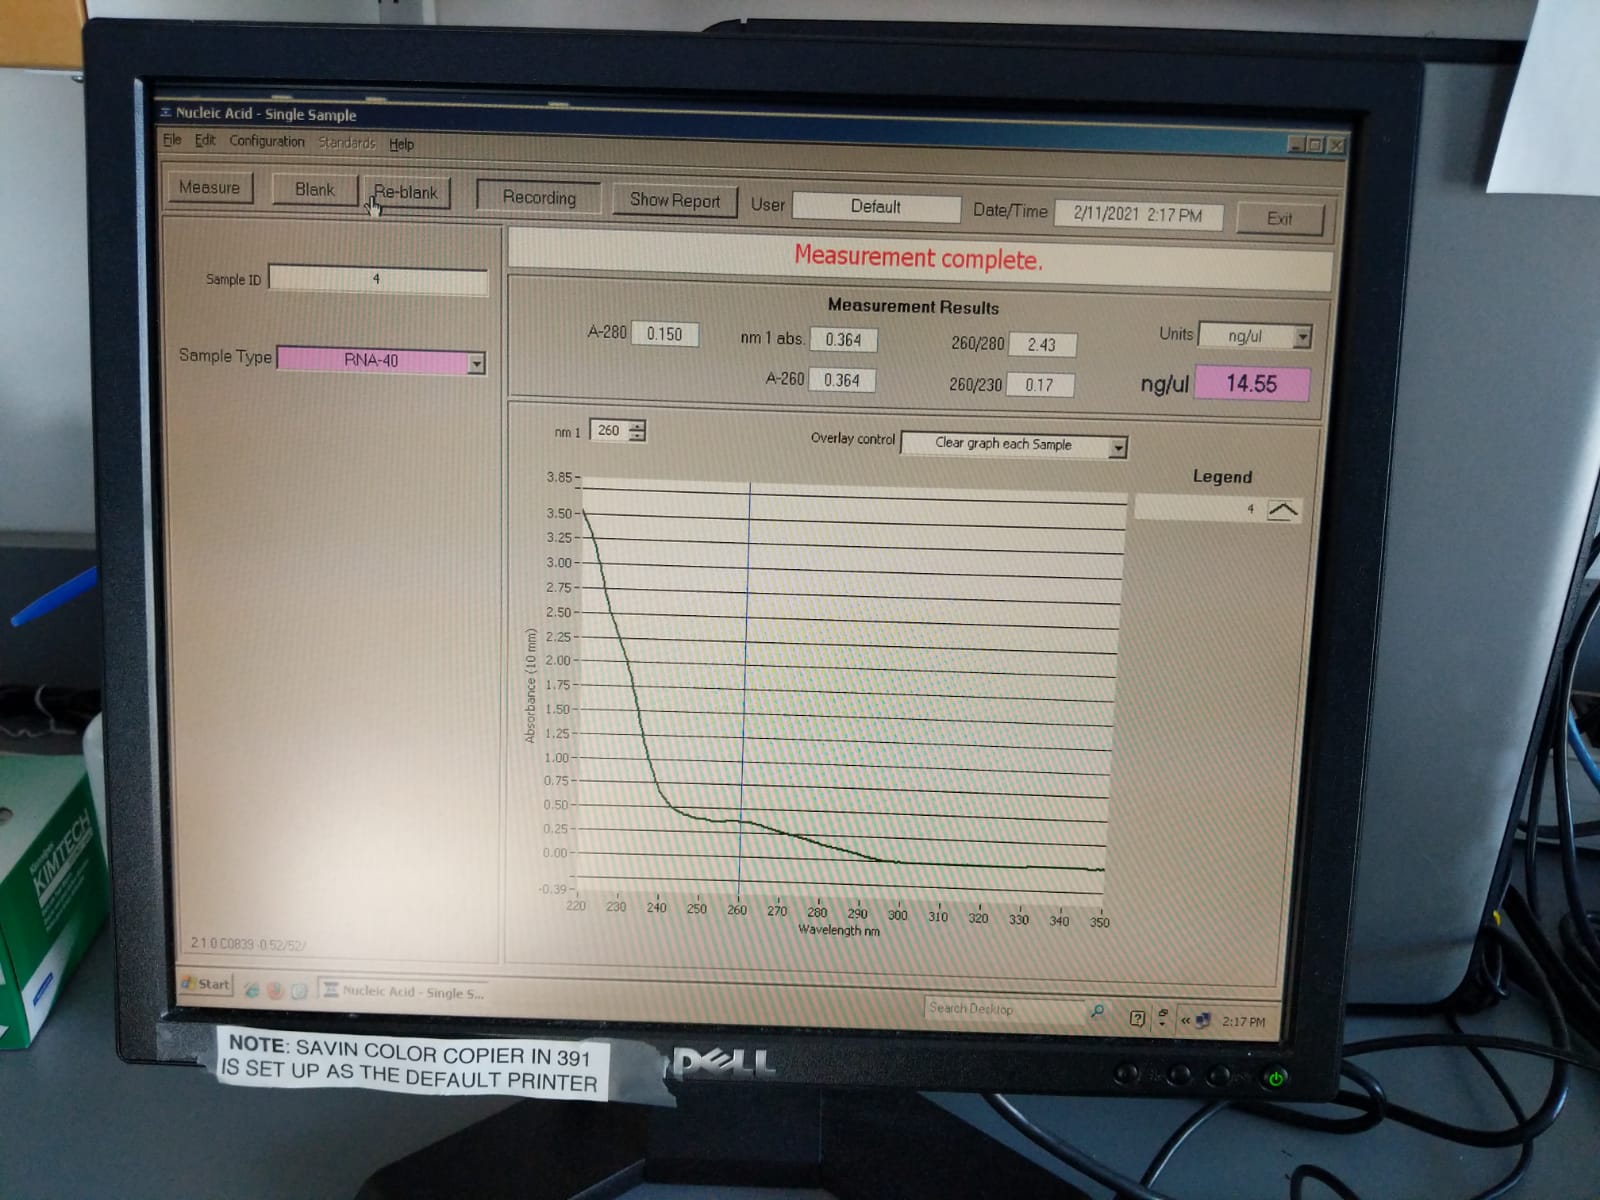 Nucleic Acid - Single Sample
File Edit Configuration Standards Help
Measure Blank Re-blank Recording Show Report User Default Date/Time 2/11/2021 2:17 PM Exit
Measurement complete.
Sample ID 4
Sample Type RNA-40
Measurement Results
A-280 0.150 nm 1 abs. 0.364 260/280 2.43 Units ng/ul
A-260 0.364 260/230 0.17 ng/ul 14.55
nm 1 260 Overlay control Clear graph each Sample
Legend
4
3.85
3.50
3.25
3.00
2.75
2.50
2.25
2.00
1.75
1.50
1.25
1.00
0.75
0.50
0.25
0.00
-0.39
Absorbance (10 mm)
220 230 240 250 260 270 280 290 300 310 320 330 340 350
Wavelength nm
Start Nucleic Acid - Single S... Search Desktop 2:17 PM
NOTE: SAVIN COLOR COPIER IN 391
IS SET UP AS THE DEFAULT PRINTER
DELL
KIMTECH